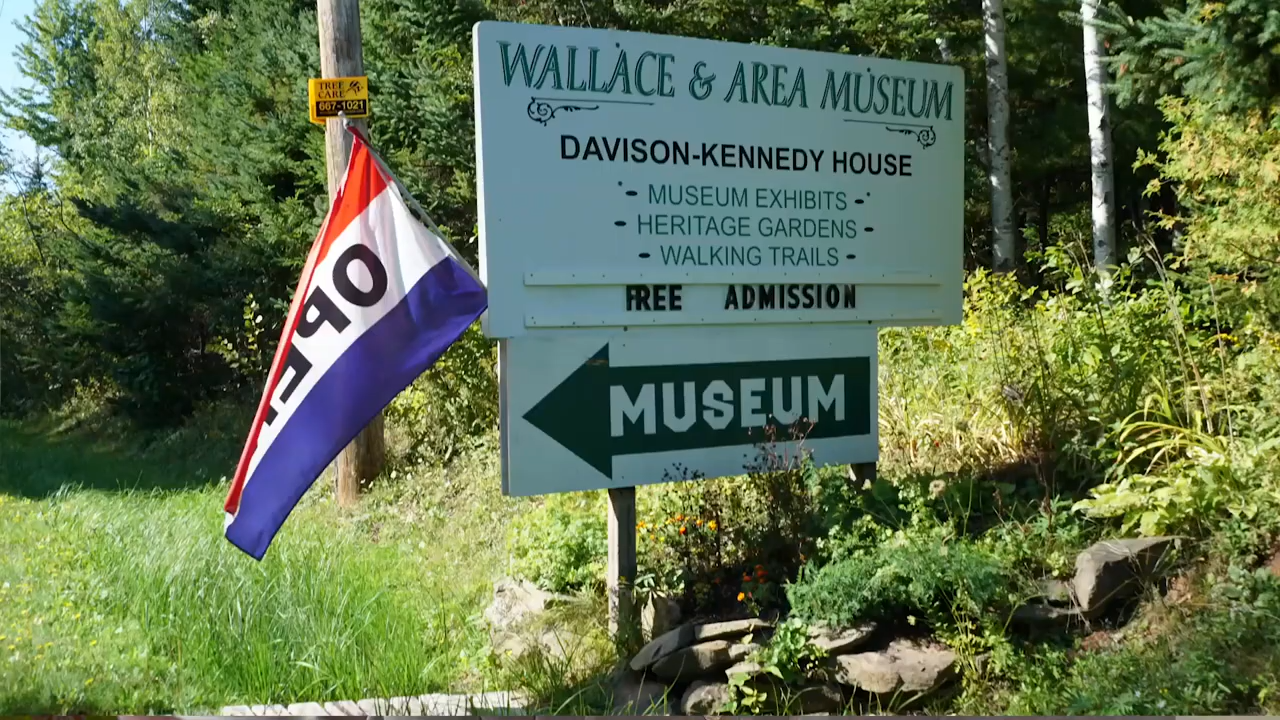 WALLACE & AREA MUSEUM
DAVISON-KENNEDY HOUSE
- MUSEUM EXHIBITS -
- HERITAGE GARDENS -
- WALKING TRAILS -
FREE ADMISSION
MUSEUM
TREE
CARE
667-1021
OPE